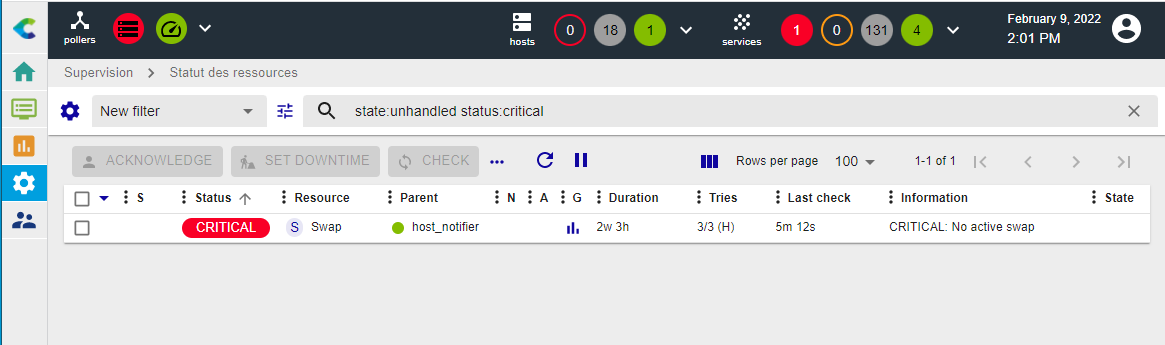 pollers
hosts
0
18
1
services
1
0
131
4
February 9, 2022
2:01 PM
Supervision
Statut des ressources
New filter
state:unhandled status:critical
ACKNOWLEDGE
SET DOWNTIME
CHECK
Rows per page
100
1-1 of 1
S Status Resource Parent N A G Duration Tries Last check Information State
CRITICAL S Swap host_notifier 2w 3h 3/3 (H) 5m 12s CRITICAL: No active swap